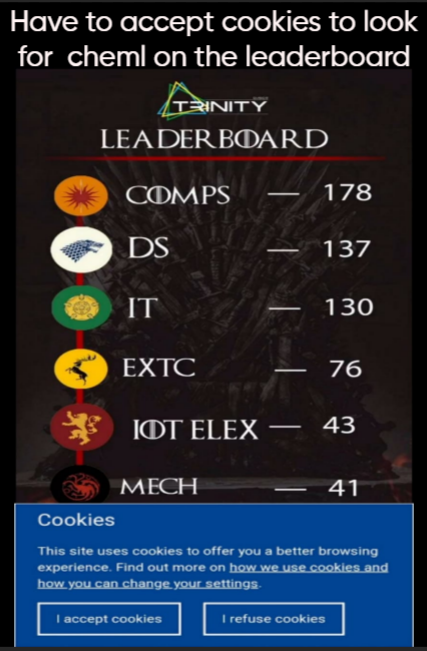 Have to accept cookies to look
for cheml on the leaderboard
TRINITY
LEADERBOARD
COMPS — 178
DS — 137
IT — 130
EXTC — 76
IOT ELEX — 43
MECH — 41
Cookies
This site uses cookies to offer you a better browsing
experience. Find out more on how we use cookies and
how you can change your settings.
I accept cookies I refuse cookies